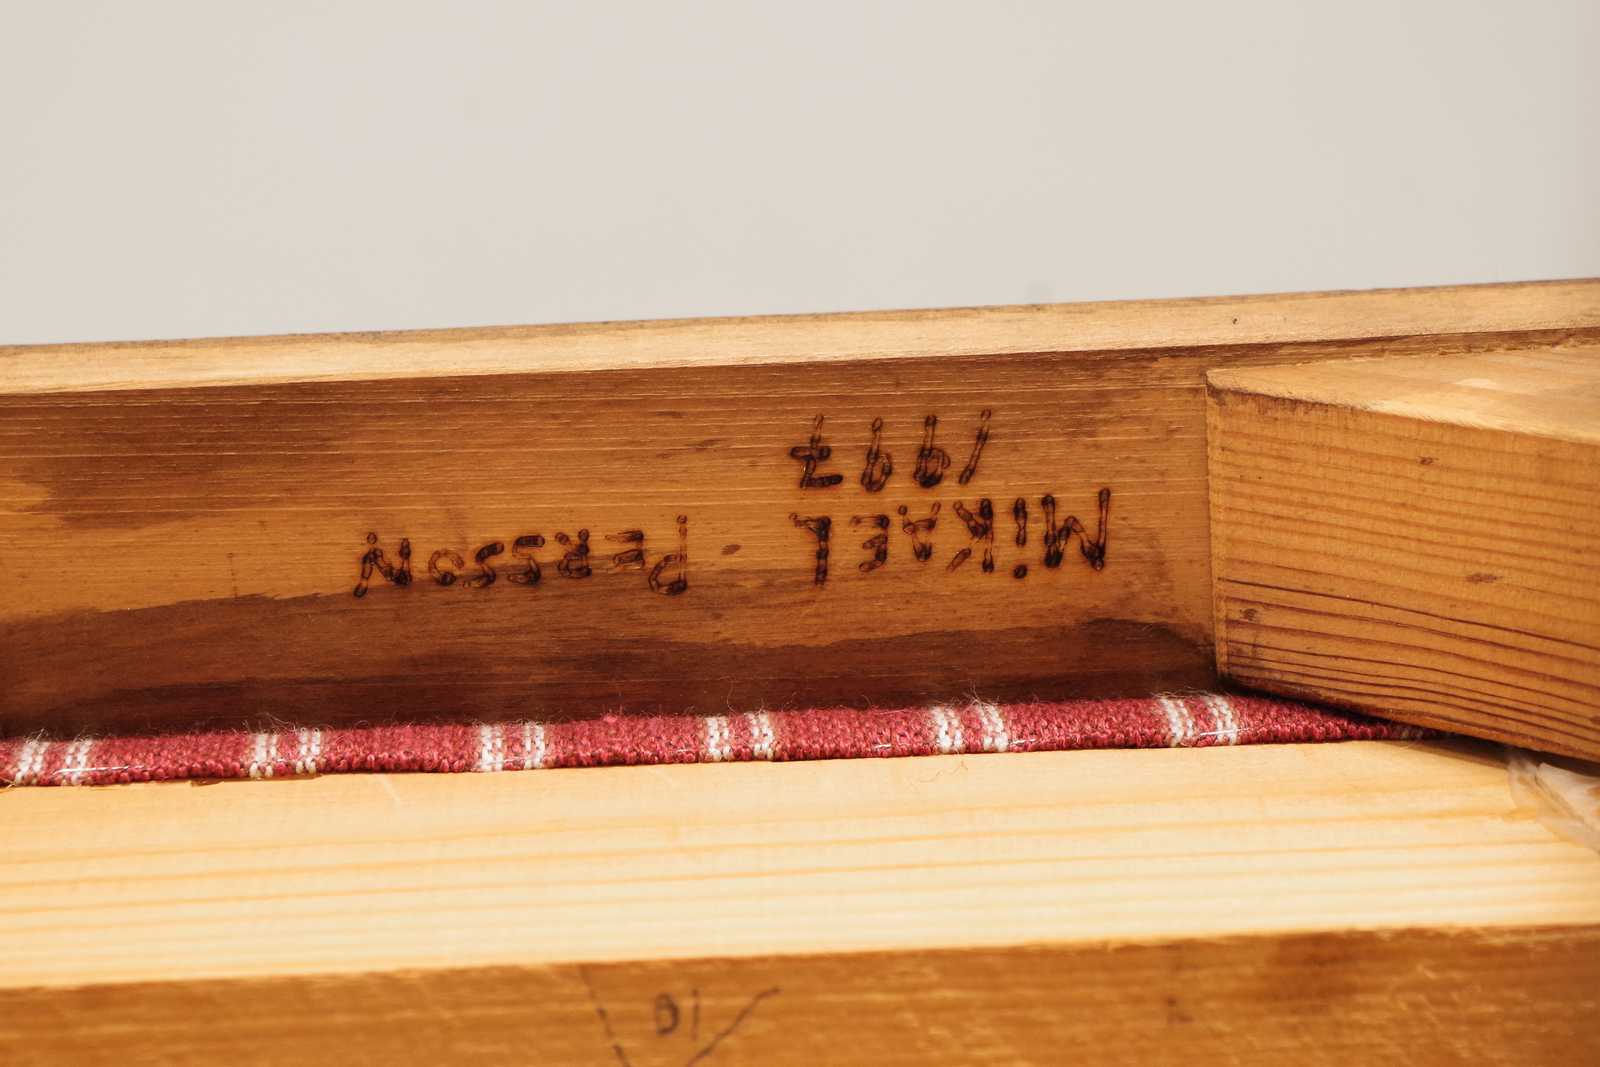 MiKAEL - PERSSON
1997